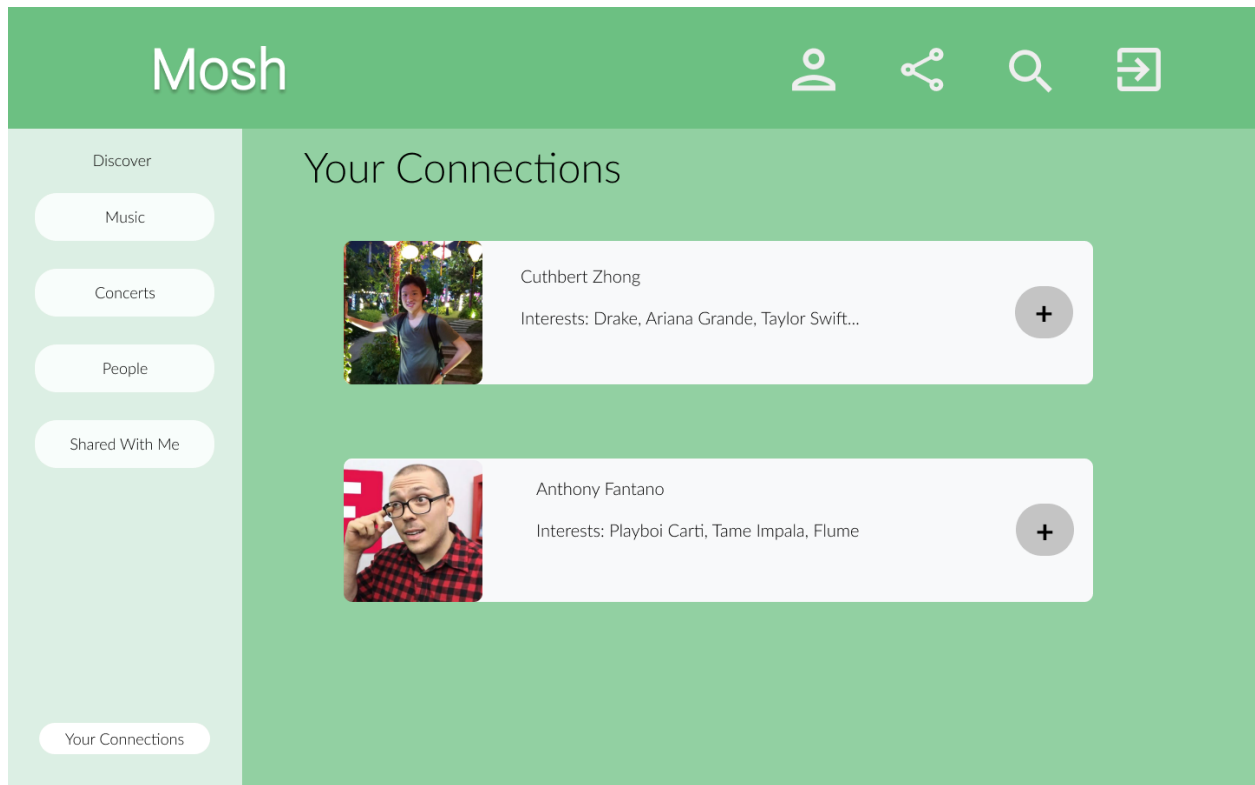 Mosh
Discover
Music
Concerts
People
Shared With Me
Your Connections
Your Connections
Cuthbert Zhong
Interests: Drake, Ariana Grande, Taylor Swift...
+
Anthony Fantano
Interests: Playboi Carti, Tame Impala, Flume
+